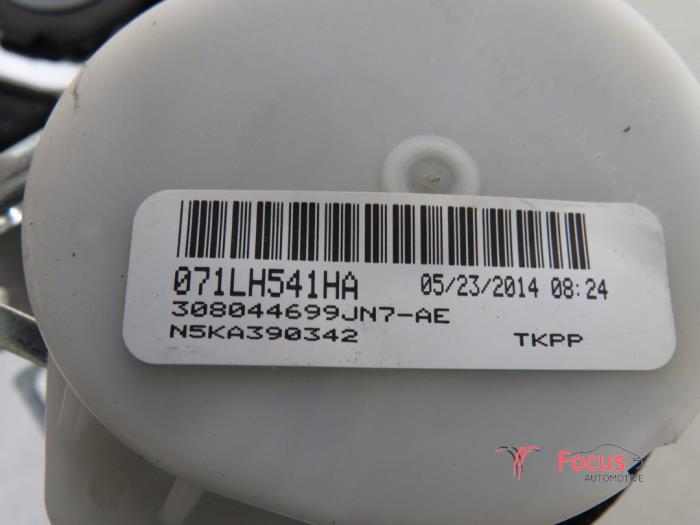 071LH541HA 05/23/2014 08:24
308044699JN7-AE
N5KA390342 TKPP
Focus
AUTOMOTIVE